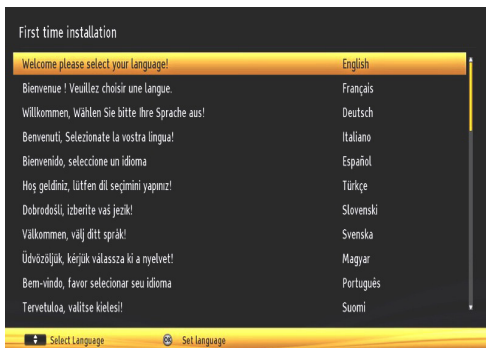 First time installation
Welcome please select your language! English
Bienvenue ! Veuillez choisir une langue. Français
Willkommen, Wählen Sie bitte Ihre Sprache aus! Deutsch
Benvenuti, Selezionate la vostra lingua! Italiano
Bienvenido, seleccione un idioma Español
Hoş geldiniz, lütfen dil seçimini yapınız! Türkçe
Dobrodošli, izberite vaš jezik! Slovenski
Välkommen, välj ditt språk! Svenska
Üdvözöljük, kérjük válassza ki a nyelvet! Magyar
Bem-vindo, favor selecionar seu idioma Português
Tervetuloa, valitse kielesi! Suomi
Select Language OK Set language